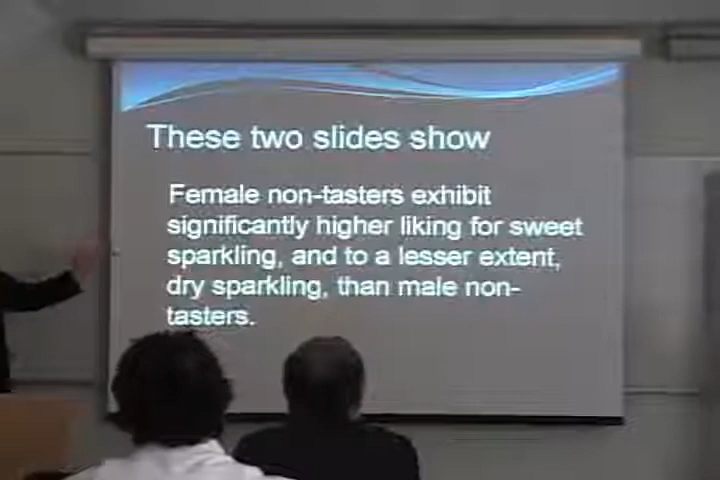 These two slides show
Female non-tasters exhibit
significantly higher liking for sweet
sparkling, and to a lesser extent,
dry sparkling, than male non-
tasters.